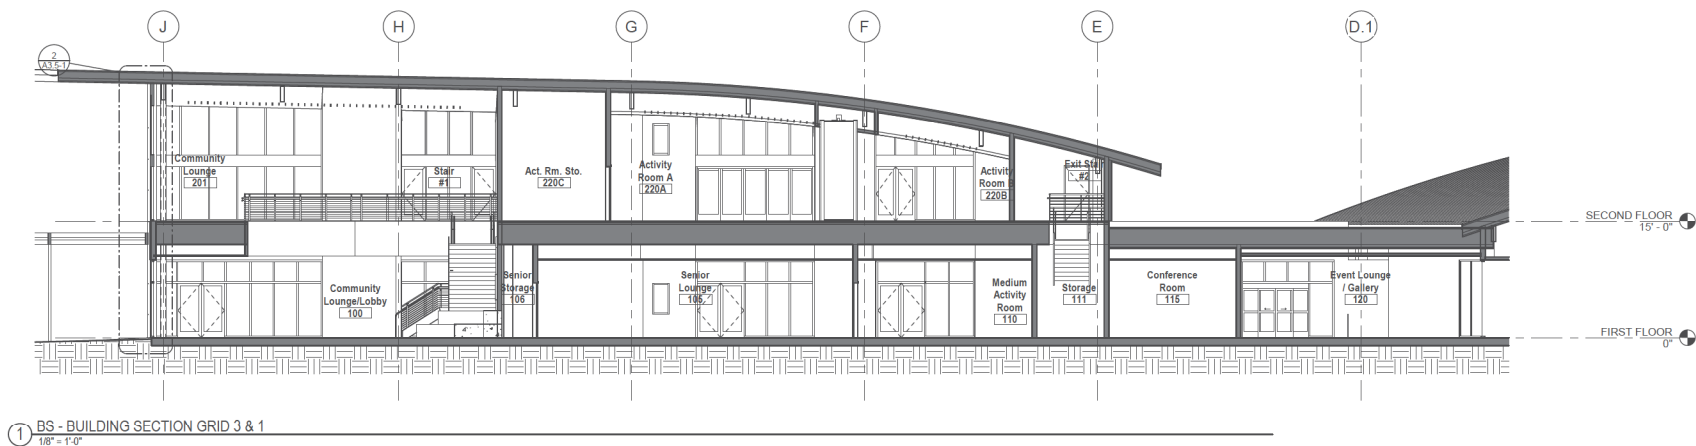 J
H
G
F
E
D.1
2
A3.5-1
Community
Lounge
201
Stair
#1
Act. Rm. Sto.
220C
Activity
Room A
220A
Activity
Room B
220B
Exit Stair
#2
SECOND FLOOR
15' - 0"
Community
Lounge/Lobby
100
Senior
Storage
106
Senior
Lounge
105
Medium
Activity
Room
110
Storage
111
Conference
Room
115
Event Lounge
/ Gallery
120
FIRST FLOOR
0"
1
BS - BUILDING SECTION GRID 3 & 1
1/8" = 1'-0"